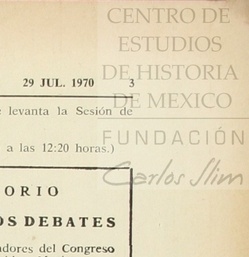 CENTRO DE
ESTUDIOS
DE HISTORIA
DE MEXICO
FUNDACIÓN
Carlos Slim
29 JUL. 1970 3
levanta la Sesión de
a las 12:20 horas.)
ORIO
OS DEBATES
adores del Congreso